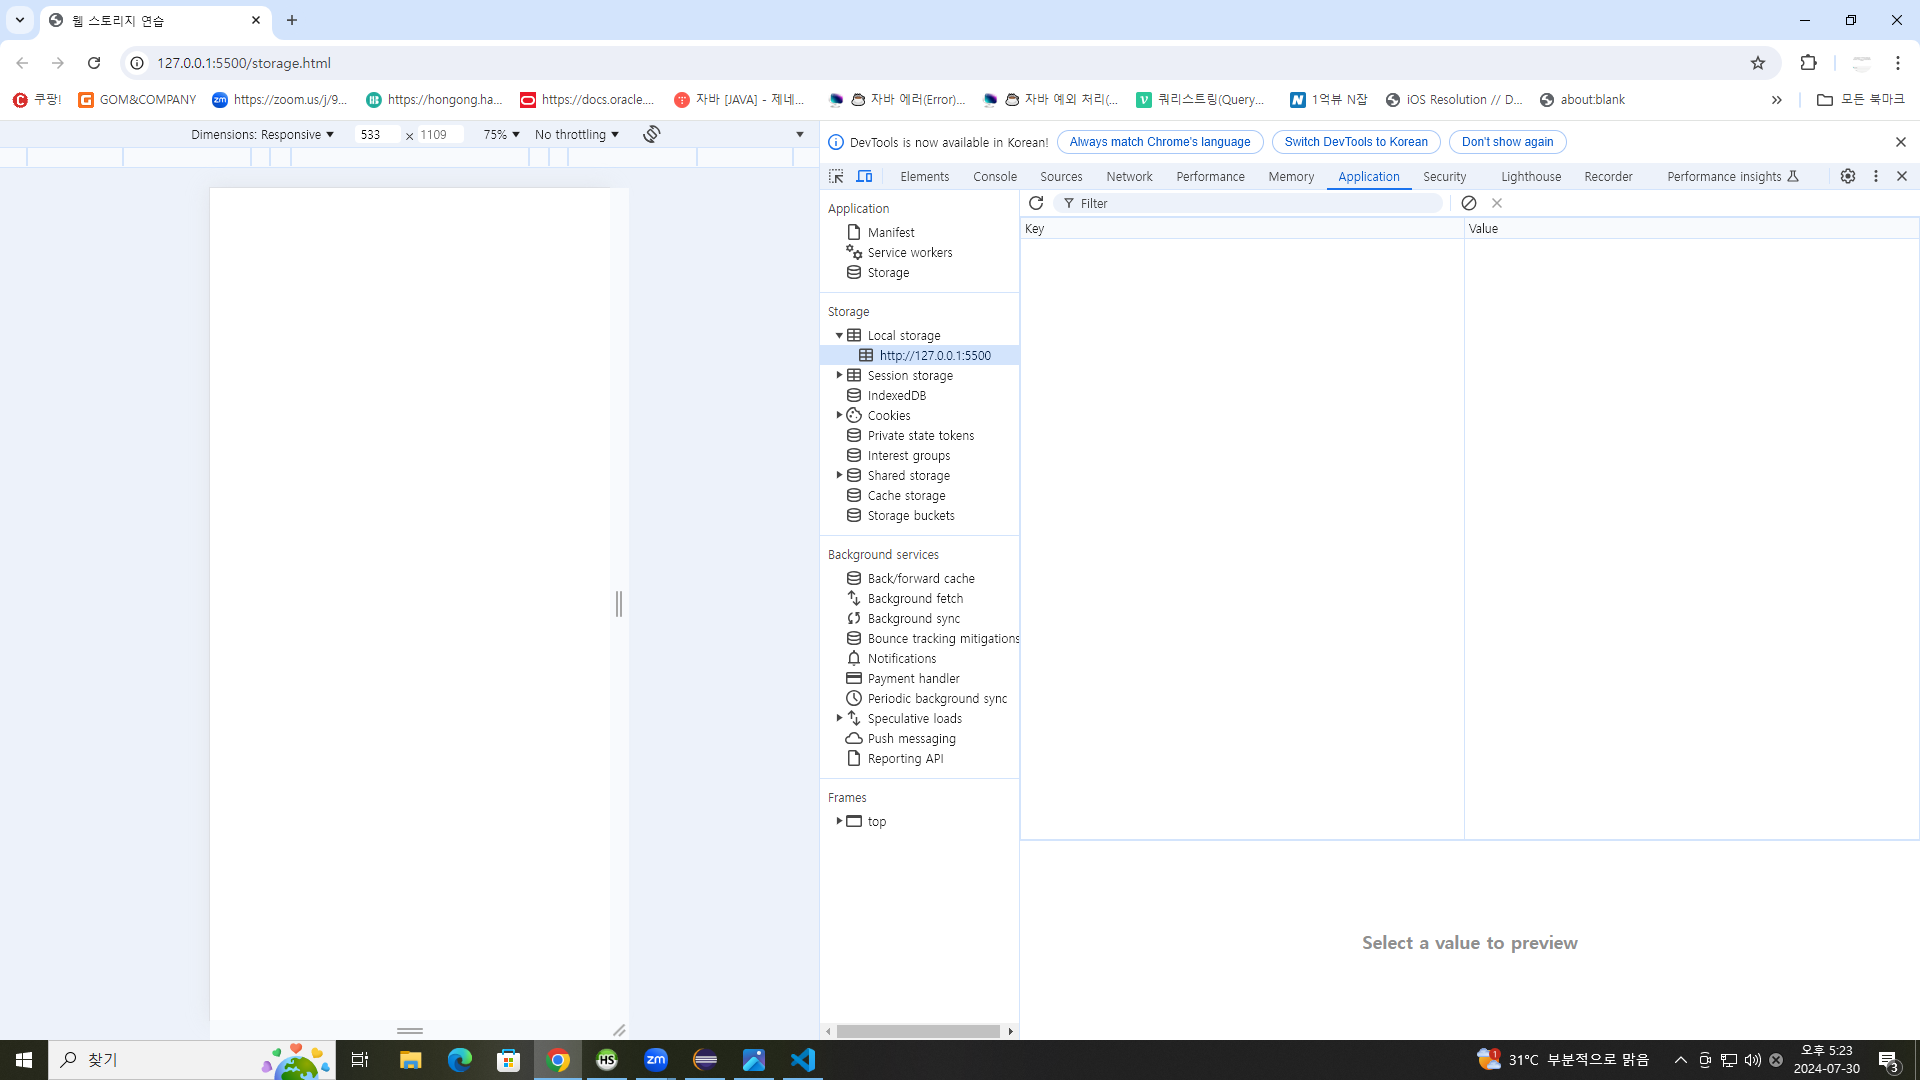 웹 스토리지 연습
127.0.0.1:5500/storage.html
쿠팡! GOM&COMPANY https://zoom.us/j/9... https://hongong.ha... https://docs.oracle.... 자바 [JAVA] - 제네... 자바 에러(Error)... 자바 예외 처리(... 쿼리스트링(Query... 1억뷰 N잡 iOS Resolution // D... about:blank » 모든 북마크
Dimensions: Responsive 533 × 1109 75% No throttling
DevTools is now available in Korean! Always match Chrome's language Switch DevTools to Korean Don't show again
Elements Console Sources Network Performance Memory Application Security Lighthouse Recorder Performance insights
Application
Manifest
Service workers
Storage
Storage
Local storage
http://127.0.0.1:5500
Session storage
IndexedDB
Cookies
Private state tokens
Interest groups
Shared storage
Cache storage
Storage buckets
Background services
Back/forward cache
Background fetch
Background sync
Bounce tracking mitigations
Notifications
Payment handler
Periodic background sync
Speculative loads
Push messaging
Reporting API
Frames
top
Filter
Key Value
Select a value to preview
찾기
HS
zm
1
31°C 부분적으로 맑음
오후 5:23
2024-07-30
3